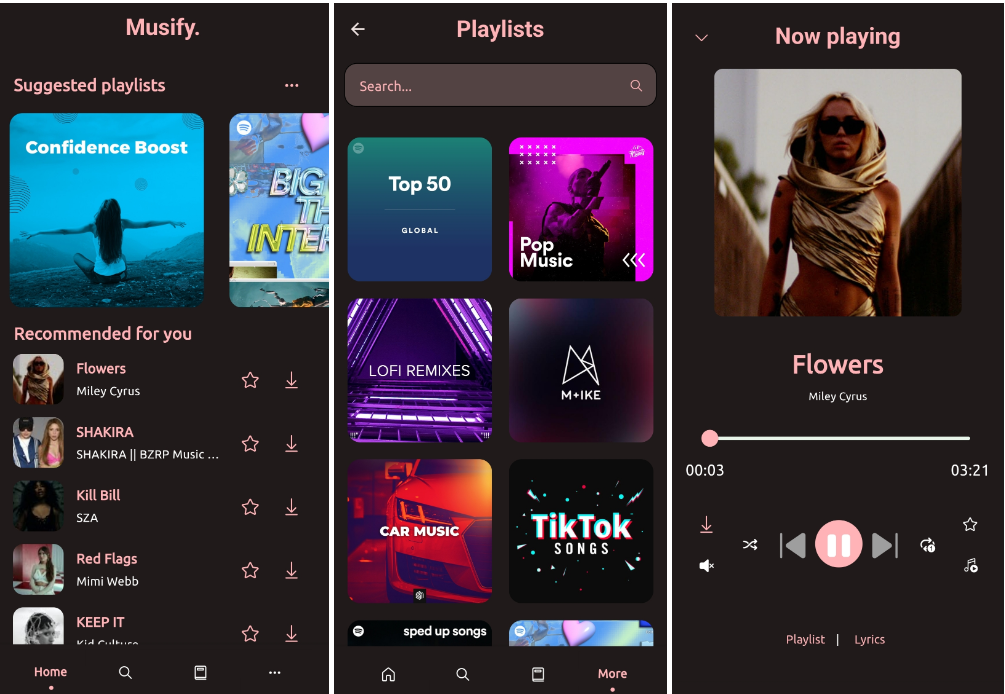 Musify.
Suggested playlists
Confidence Boost
BIG
TH
INTER
Recommended for you
Flowers
Miley Cyrus
SHAKIRA
SHAKIRA || BZRP Music ...
Kill Bill
SZA
Red Flags
Mimi Webb
KEEP IT
Kid Culture
Home
Playlists
Search...
Top 50
GLOBAL
Pop
Music
LOFI REMIXES
M+IKE
CAR MUSIC
TikTok
SONGS
sped up songs
More
Now playing
Flowers
Miley Cyrus
00:03
03:21
Playlist | Lyrics